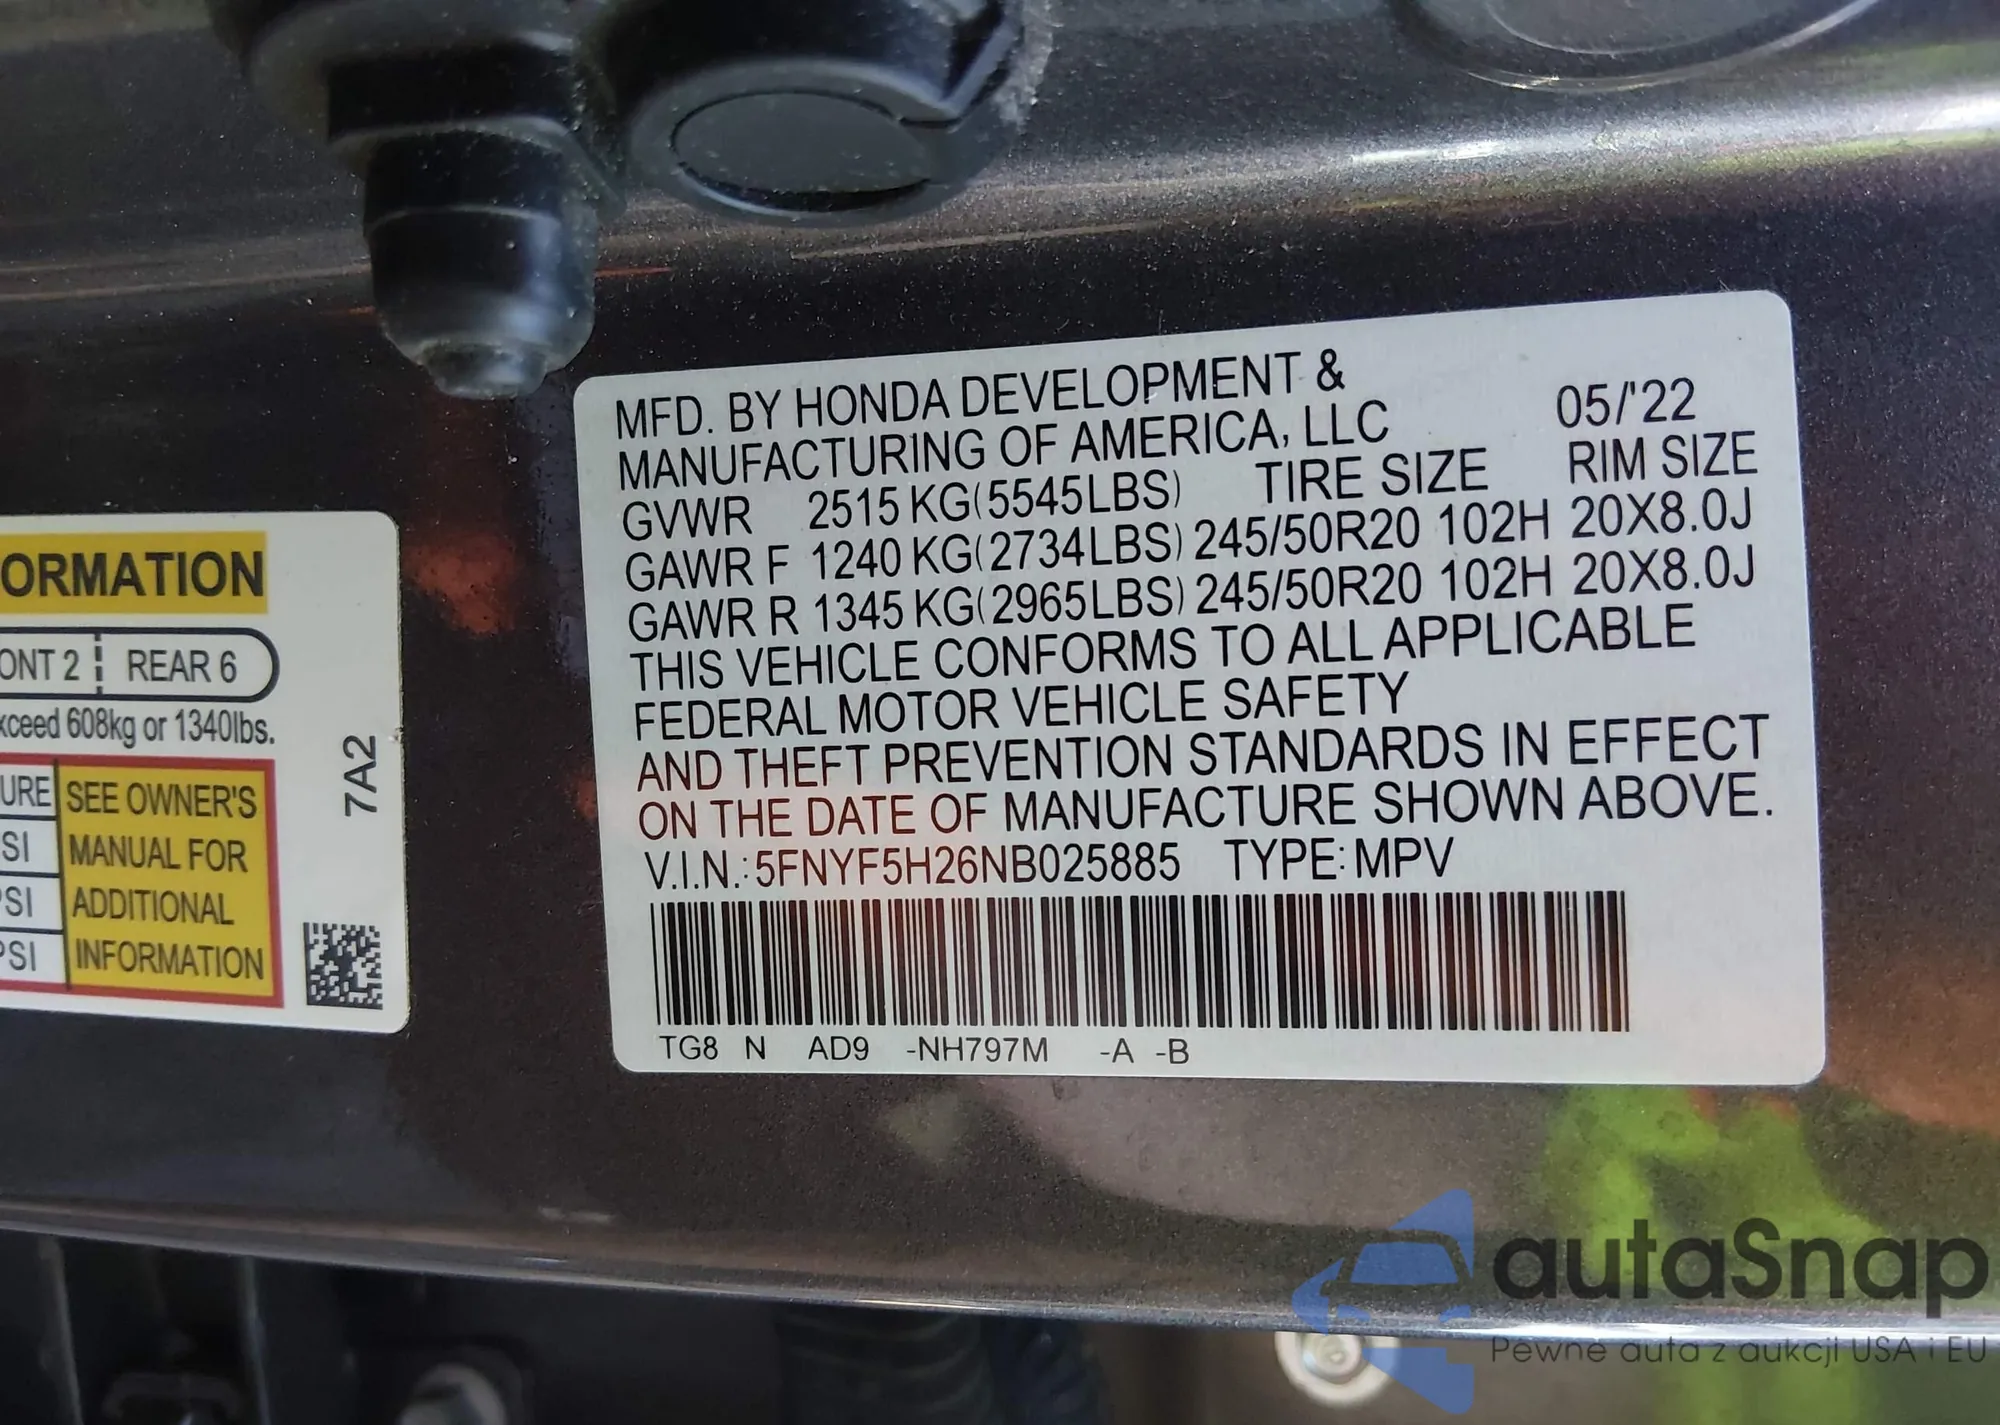 ORMATION
ONT 2 REAR 6
xceed 608kg or 1340lbs.
URE
SI
PSI
PSI
SEE OWNER'S
MANUAL FOR
ADDITIONAL
INFORMATION
7A2
MFD. BY HONDA DEVELOPMENT &
MANUFACTURING OF AMERICA, LLC 05/'22
GVWR 2515 KG(5545LBS) TIRE SIZE RIM SIZE
GAWR F 1240 KG(2734LBS) 245/50R20 102H 20X8.0J
GAWR R 1345 KG(2965LBS) 245/50R20 102H 20X8.0J
THIS VEHICLE CONFORMS TO ALL APPLICABLE
FEDERAL MOTOR VEHICLE SAFETY
AND THEFT PREVENTION STANDARDS IN EFFECT
ON THE DATE OF MANUFACTURE SHOWN ABOVE.
V.I.N.: 5FNYF5H26NB025885 TYPE: MPV
TG8 N AD9 -NH797M -A -B
autaSnap
Pewne auta z aukcji USA i EU